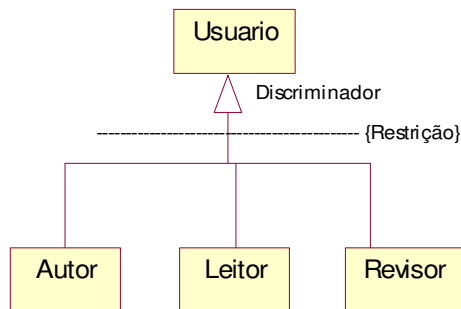 Usuario
Discriminador
{Restrição}
Autor
Leitor
Revisor